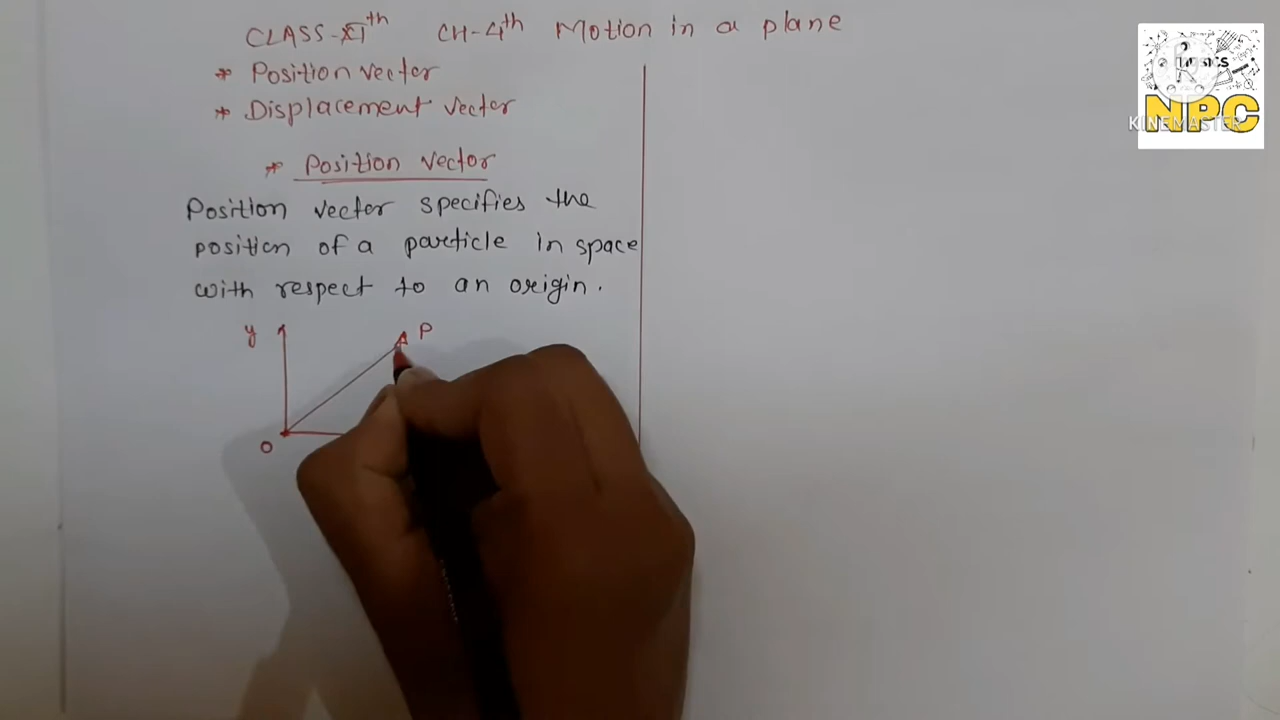 CLASS-XIth CH-4th Motion in a plane
* Position vector
* Displacement vector
* Position vector
Position vector specifies the
position of a particle in space
with respect to an origin.
y P
O
PHYSICS
NPC
KINEMASTER